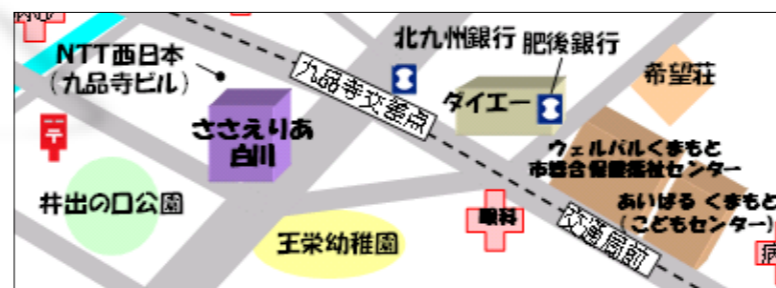 NTT西日本
(九品寺ビル)
北九州銀行
肥後銀行
九品寺交差点
ダイエー
希望荘
ささえりあ
白川
ウェルパルくまもと
市総合保健福祉センター
井出の口公園
あいぱる くまもと
(こどもセンター)
眼科
王栄幼稚園
交通局前
病